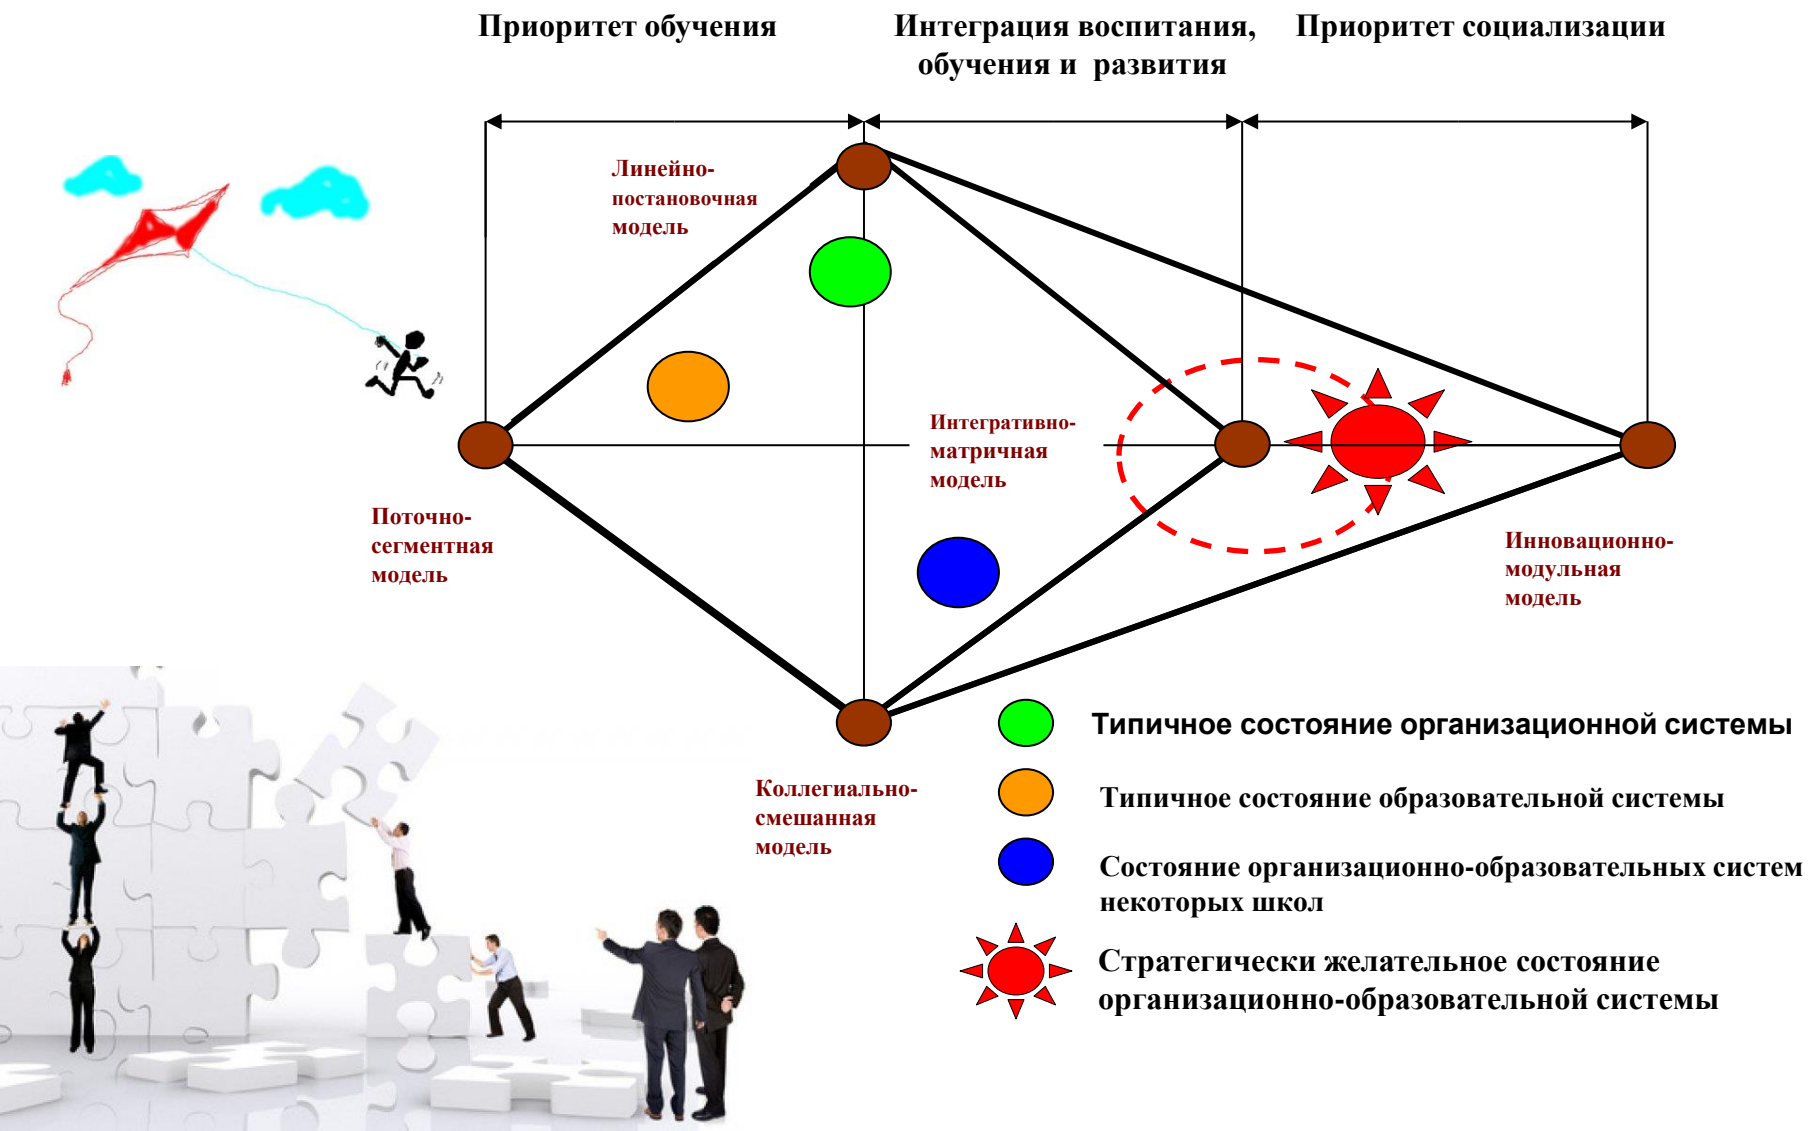 Приоритет обучения
Интеграция воспитания,
обучения и развития
Приоритет социализации
Линейно-
постановочная
модель
Интегративно-
матричная
модель
Поточно-
сегментная
модель
Инновационно-
модульная
модель
Коллегиально-
смешанная
модель
Типичное состояние организационной системы
Типичное состояние образовательной системы
Состояние организационно-образовательных систем
некоторых школ
Стратегически желательное состояние
организационно-образовательной системы